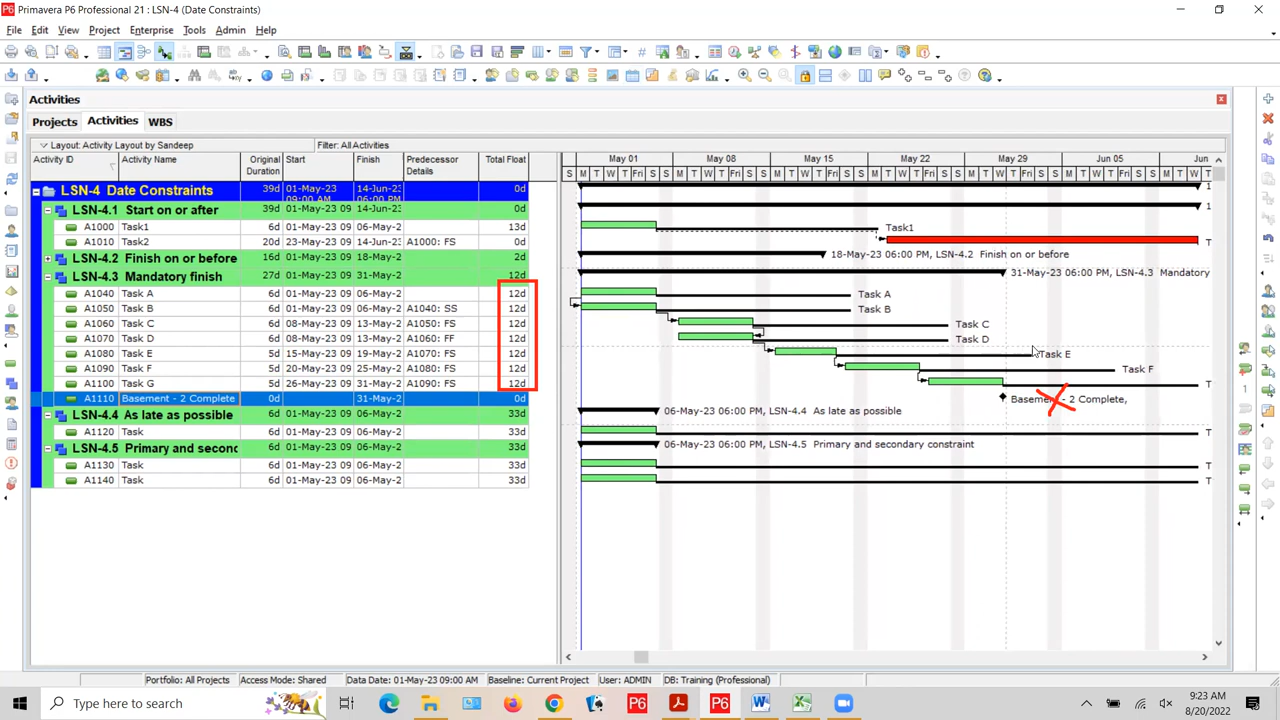 P6 Primavera P6 Professional 21 : LSN-4 (Date Constraints)
File Edit View Project Enterprise Tools Admin Help
Activities
Projects Activities WBS
Layout: Activity Layout by Sandeep Filter: All Activities
Activity ID Activity Name Original Duration Start Finish Predecessor Details Total Float
May 01 May 08 May 15 May 22 May 29 Jun 05 Jun
S M T W T Fri S S M T W T Fri S S M T W T Fri S S M T W T Fri S S M T W T Fri S S M T W T Fri S S M T W T
LSN-4 Date Constraints 39d 01-May-23 09:00 AM 14-Jun-23 06:00 PM 0d 1
LSN-4.1 Start on or after 39d 01-May-23 09 14-Jun-23 0d 1
A1000 Task1 6d 01-May-23 09 06-May-2 13d Task1
A1010 Task2 20d 23-May-23 09 14-Jun-23 A1000: FS 0d T
LSN-4.2 Finish on or before 16d 01-May-23 09 18-May-2 2d 18-May-23 06:00 PM, LSN-4.2 Finish on or before
LSN-4.3 Mandatory finish 27d 01-May-23 09 31-May-2 12d 31-May-23 06:00 PM, LSN-4.3 Mandatory
A1040 Task A 6d 01-May-23 09 06-May-2 12d Task A
A1050 Task B 6d 01-May-23 09 06-May-2 A1040: SS 12d Task B
A1060 Task C 6d 08-May-23 09 13-May-2 A1050: FS 12d Task C
A1070 Task D 6d 08-May-23 09 13-May-2 A1060: FF 12d Task D
A1080 Task E 5d 15-May-23 09 19-May-2 A1070: FS 12d Task E
A1090 Task F 5d 20-May-23 09 25-May-2 A1080: FS 12d Task F
A1100 Task G 5d 26-May-23 09 31-May-2 A1090: FS 12d T
A1110 Basement - 2 Complete 0d 31-May-2 0d Basement - 2 Complete,
LSN-4.4 As late as possible 6d 01-May-23 09 06-May-2 33d 06-May-23 06:00 PM, LSN-4.4 As late as possible
A1120 Task 6d 01-May-23 09 06-May-2 33d T
LSN-4.5 Primary and second 6d 01-May-23 09 06-May-2 33d 06-May-23 06:00 PM, LSN-4.5 Primary and secondary constraint
A1130 Task 6d 01-May-23 09 06-May-2 33d T
A1140 Task 6d 01-May-23 09 06-May-2 33d T
Portfolio: All Projects Access Mode: Shared Data Date: 01-May-23 09:00 AM Baseline: Current Project User: ADMIN DB: Training (Professional)
Type here to search P6 P6 9:23 AM
8/20/2022